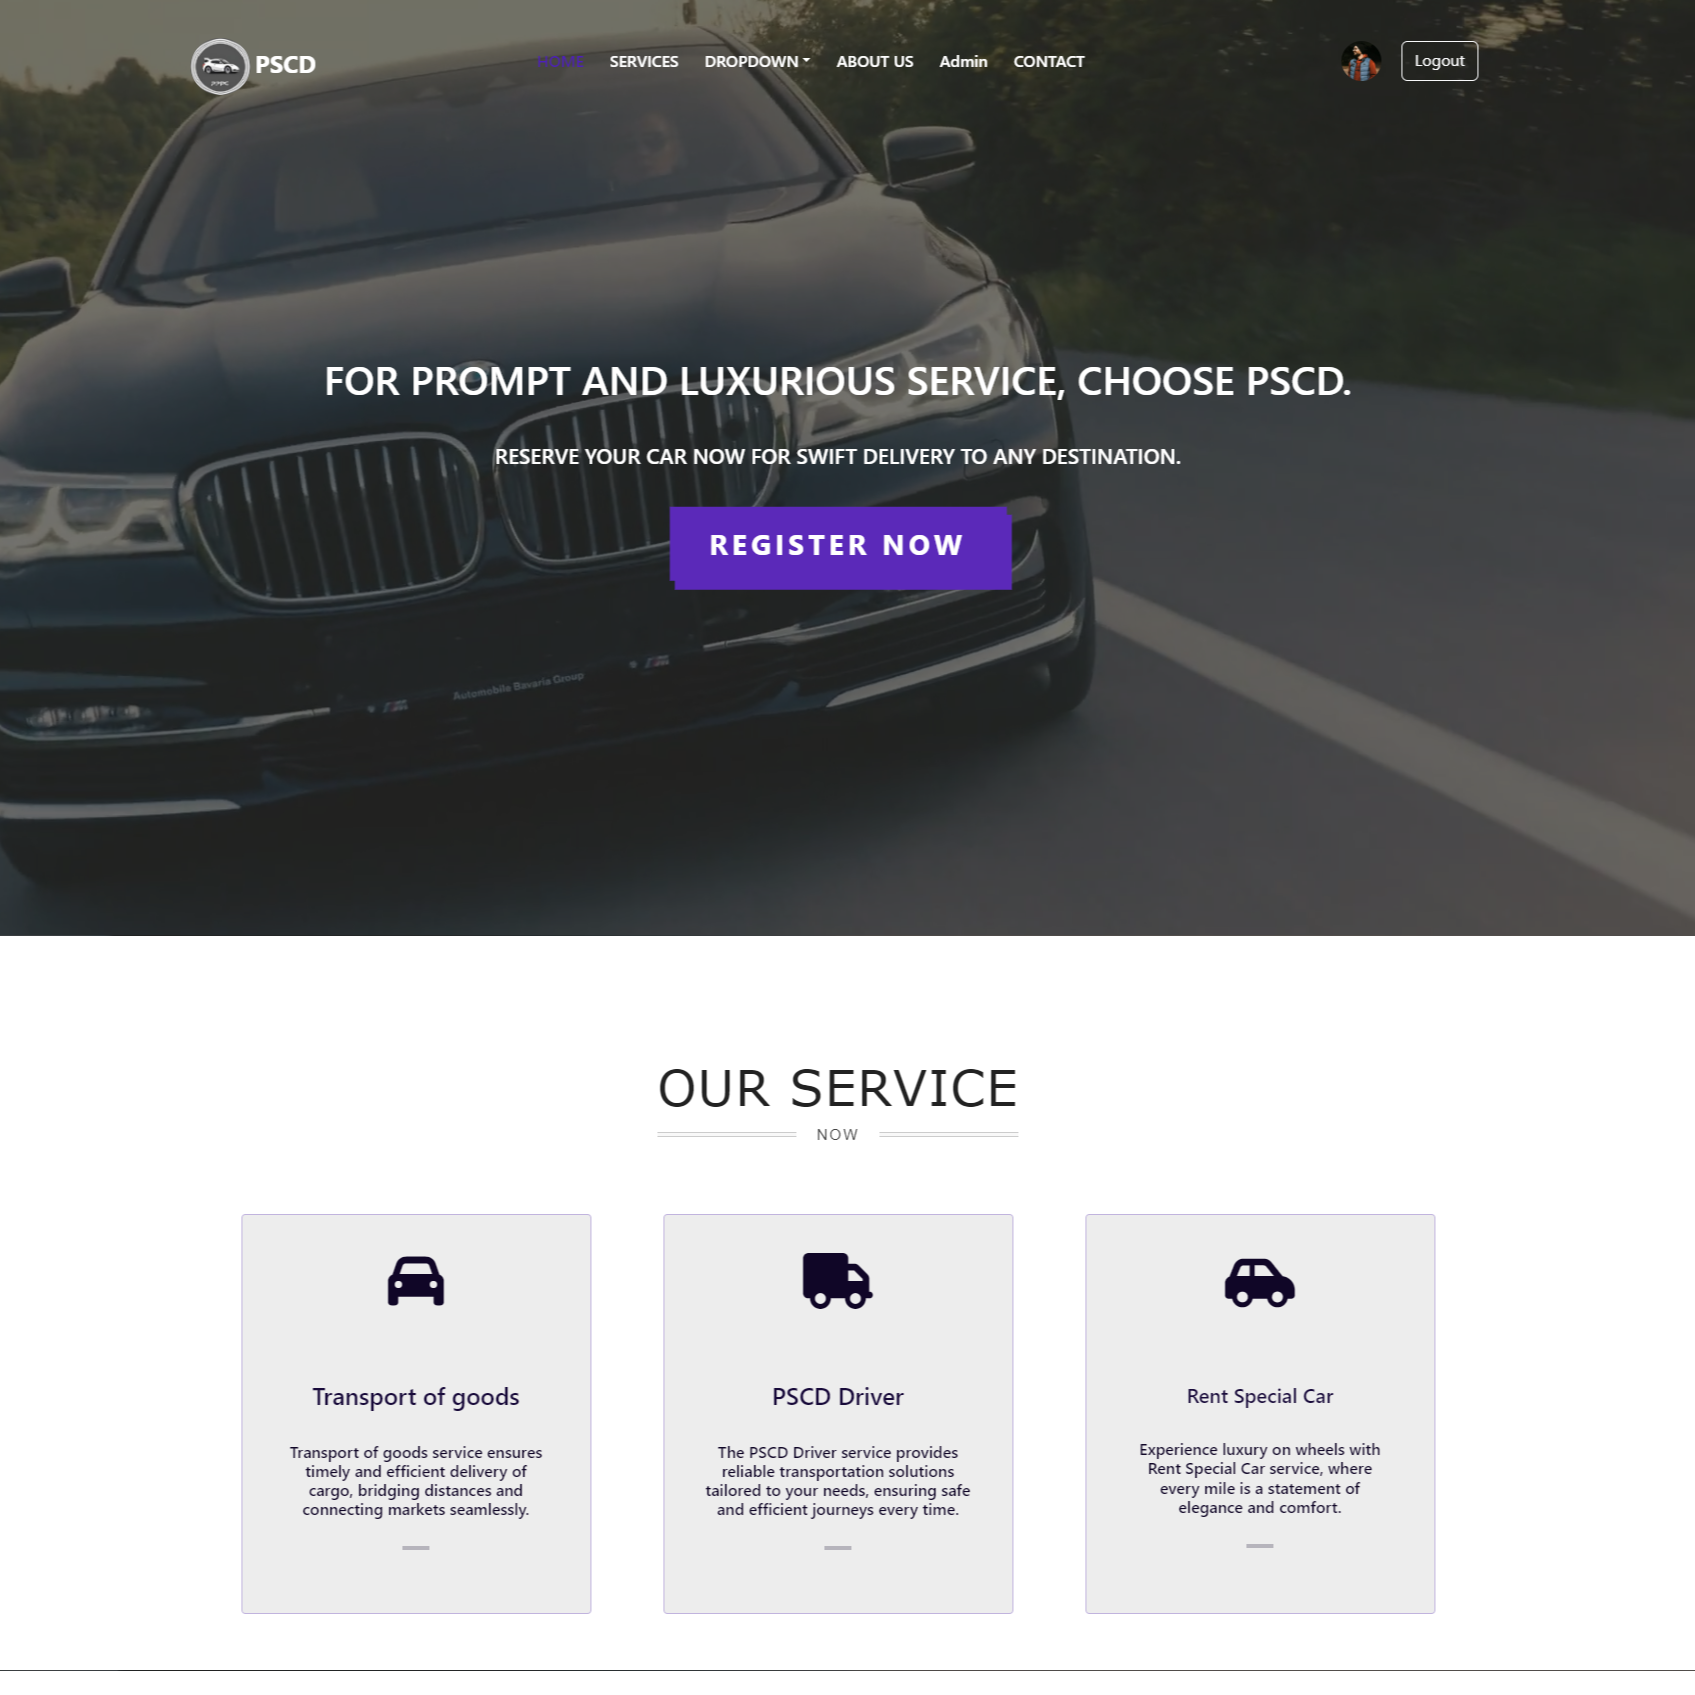 PSCD
HOME SERVICES DROPDOWN ABOUT US Admin CONTACT
Logout
FOR PROMPT AND LUXURIOUS SERVICE, CHOOSE PSCD.
RESERVE YOUR CAR NOW FOR SWIFT DELIVERY TO ANY DESTINATION.
REGISTER NOW
Automobile Bavaria Group
OUR SERVICE
NOW
Transport of goods
Transport of goods service ensures
timely and efficient delivery of
cargo, bridging distances and
connecting markets seamlessly.
PSCD Driver
The PSCD Driver service provides
reliable transportation solutions
tailored to your needs, ensuring safe
and efficient journeys every time.
Rent Special Car
Experience luxury on wheels with
Rent Special Car service, where
every mile is a statement of
elegance and comfort.